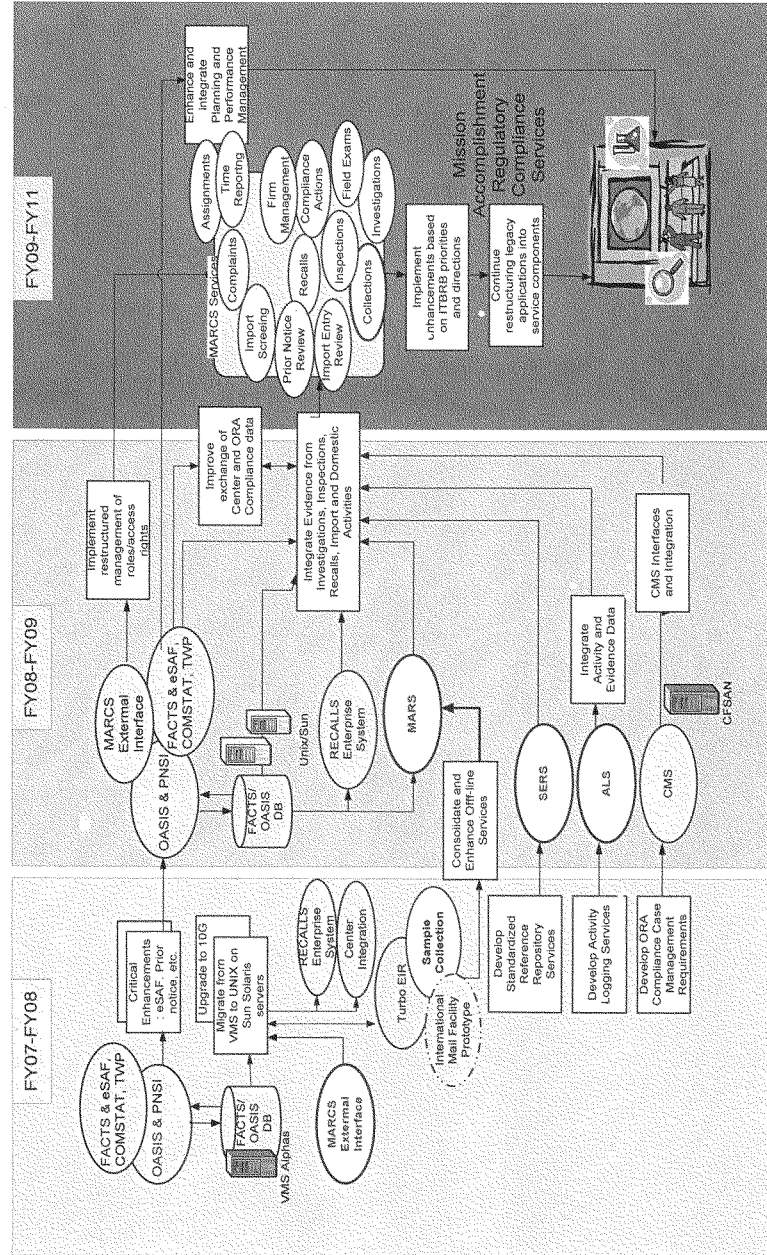 FY07-FY08
FACTS & eSAF,
COMSTAT, TWP
OASIS & PNSI
FACTS/
OASIS
DB
VMS Alphas
MARCS
Extermal
Interface
Critical
Enhancements
eSAF, Prior
notice, etc.
Upgrade to 10G
Migrate from
VMS to UNIX on
Sun Solaris
servers
RECALLS
Enterprise
System
Center
Integration
Turbo EIR
Sample
Collection
International
Mail Facility
Prototype
Develop
Standardized
Reference
Repository
Services
Develop Activity
Logging Services
Develop ORA
Compliance Case
Management
Requirements
FY08-FY09
MARCS
Extermal
Interface
FACTS & eSAF,
COMSTAT, TWP
OASIS & PNSI
FACTS/
OASIS
DB
Unix/Sun
RECALLS
Enterprise
System
MARS
Consolidate and
Enhance Offf-line
Services
SERS
ALS
CMS
CFSAN
Implement
restructured
management of
roles/access
rights
Improve
exchange of
Center and ORA
Compliance data
Integrate Evidence from
Investigations, Inspections,
Recalls, Import and Domestic
Activities
Integrate
Activity and
Evidence Data
CMS Interfaces
and Integration
FY09-FY11
Enhance and
integrate
Planning and
Performance
Management
MARCS Services
Assignments
Time
Reportng
Complaints
Import
Screeing
Firm
Management
Prior Notice
Review
Recalls
Compliance
Actions
Import Entry
Review
Inspections
Field Exams
Collections
Investigations
Implement
enhancements based
on ITBRB priorities
and directions
Continue
restructuring legacy
applications into
service components
Mission
Accomplishment
Regulatory
Compliance
Services